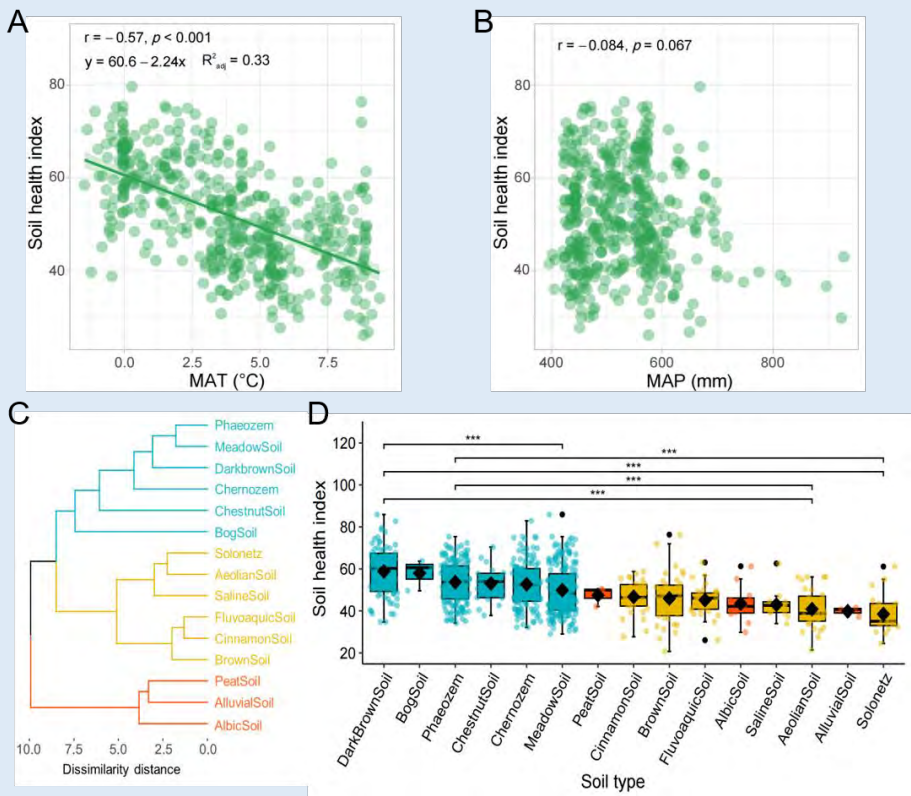 A
r = −0.57, p < 0.001
y = 60.6 − 2.24x R²adj = 0.33
Soil health index
80
60
40
0.0 2.5 5.0 7.5
MAT (°C)
B
r = −0.084, p = 0.067
Soil health index
80
60
40
400 600 800
MAP (mm)
C
Phaeozem
MeadowSoil
DarkbrownSoil
Chernozem
ChestnutSoil
BogSoil
Solonetz
AeolianSoil
SalineSoil
FluvoaquicSoil
CinnamonSoil
BrownSoil
PeatSoil
AlluvialSoil
AlbicSoil
10.0 7.5 5.0 2.5 0.0
Dissimilarity distance
D
Soil health index
120
100
80
60
40
20
***
***
***
***
***
DarkBrownSoil
BogSoil
Phaeozem
ChestnutSoil
Chernozem
MeadowSoil
PeatSoil
CinnamonSoil
BrownSoil
FluvoaquicSoil
AlbicSoil
SalineSoil
AeolianSoil
AlluvialSoil
Solonetz
Soil type